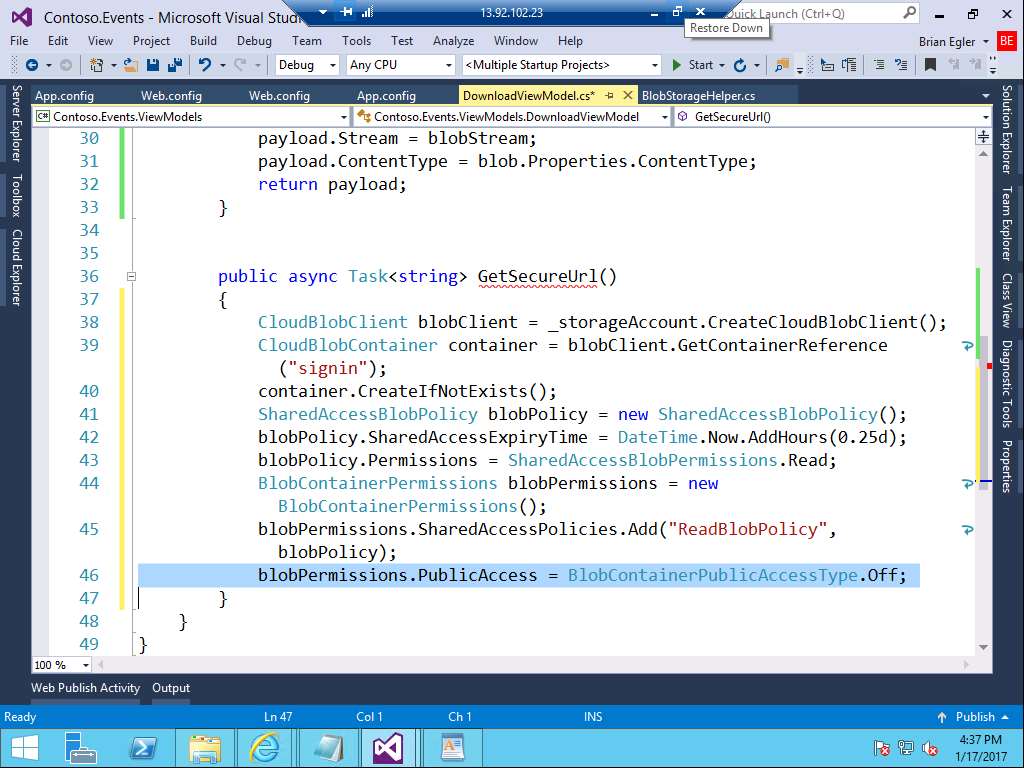 Contoso.Events - Microsoft Visual Studio
13.92.102.23
Quick Launch (Ctrl+Q)
Restore Down
File Edit View Project Build Debug Team Tools Test Analyze Window Help
Brian Egler BE
Debug Any CPU <Multiple Startup Projects> Start
App.config Web.config Web.config App.config DownloadViewModel.cs* BlobStorageHelper.cs
Contoso.Events.ViewModels Contoso.Events.ViewModels.DownloadViewModel GetSecureUrl()
Server Explorer
Toolbox
Cloud Explorer
30 payload.Stream = blobStream;
31 payload.ContentType = blob.Properties.ContentType;
32 return payload;
33 }
34
35
36 public async Task<string> GetSecureUrl()
37 {
38 CloudBlobClient blobClient = _storageAccount.CreateCloudBlobClient();
39 CloudBlobContainer container = blobClient.GetContainerReference
("signin");
40 container.CreateIfNotExists();
41 SharedAccessBlobPolicy blobPolicy = new SharedAccessBlobPolicy();
42 blobPolicy.SharedAccessExpiryTime = DateTime.Now.AddHours(0.25d);
43 blobPolicy.Permissions = SharedAccessBlobPermissions.Read;
44 BlobContainerPermissions blobPermissions = new
BlobContainerPermissions();
45 blobPermissions.SharedAccessPolicies.Add("ReadBlobPolicy",
blobPolicy);
46 blobPermissions.PublicAccess = BlobContainerPublicAccessType.Off;
47 }
48 }
49 }
Solution Explorer
Team Explorer
Class View
Diagnostic Tools
Properties
100 %
Web Publish Activity Output
Ready Ln 47 Col 1 Ch 1 INS Publish
4:37 PM
1/17/2017